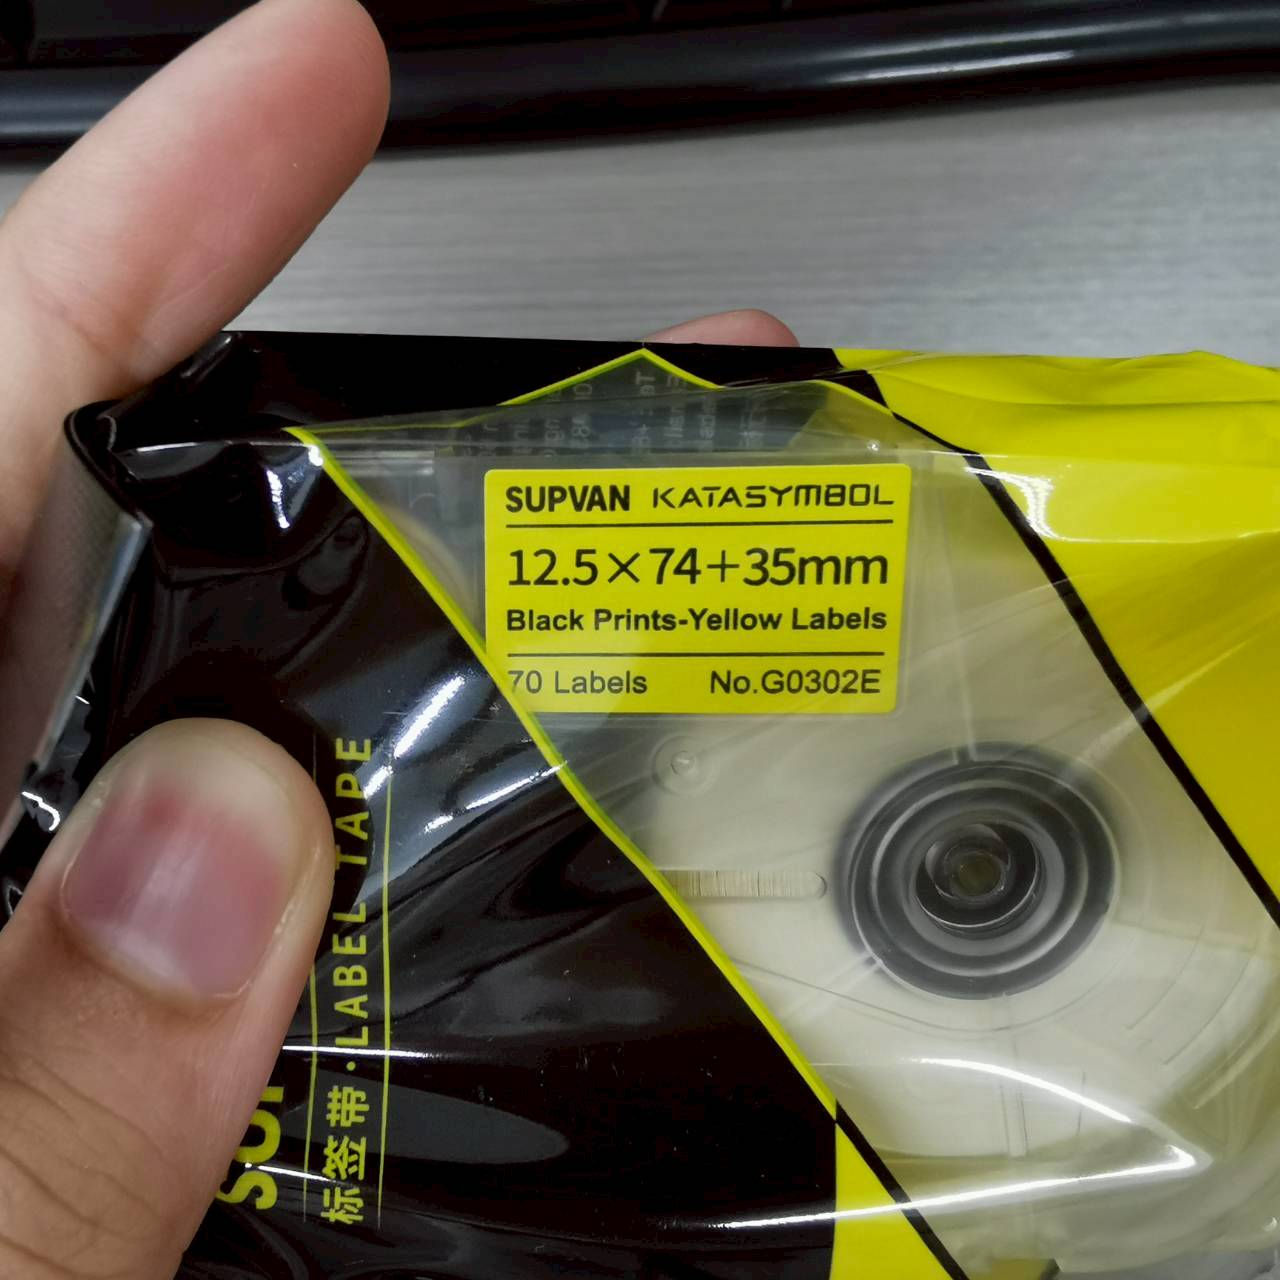 SUPVAN KATASYMBOL
12.5×74+35mm
Black Prints-Yellow Labels
70 Labels No.G0302E
标签带·LABEL TAPE